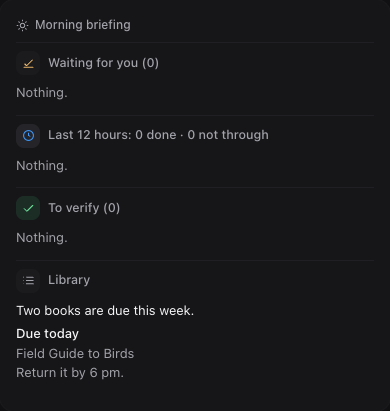 Morning briefing
Waiting for you (0)
Nothing.
Last 12 hours: 0 done · 0 not through
Nothing.
To verify (0)
Nothing.
Library
Two books are due this week.
Due today
Field Guide to Birds
Return it by 6 pm.